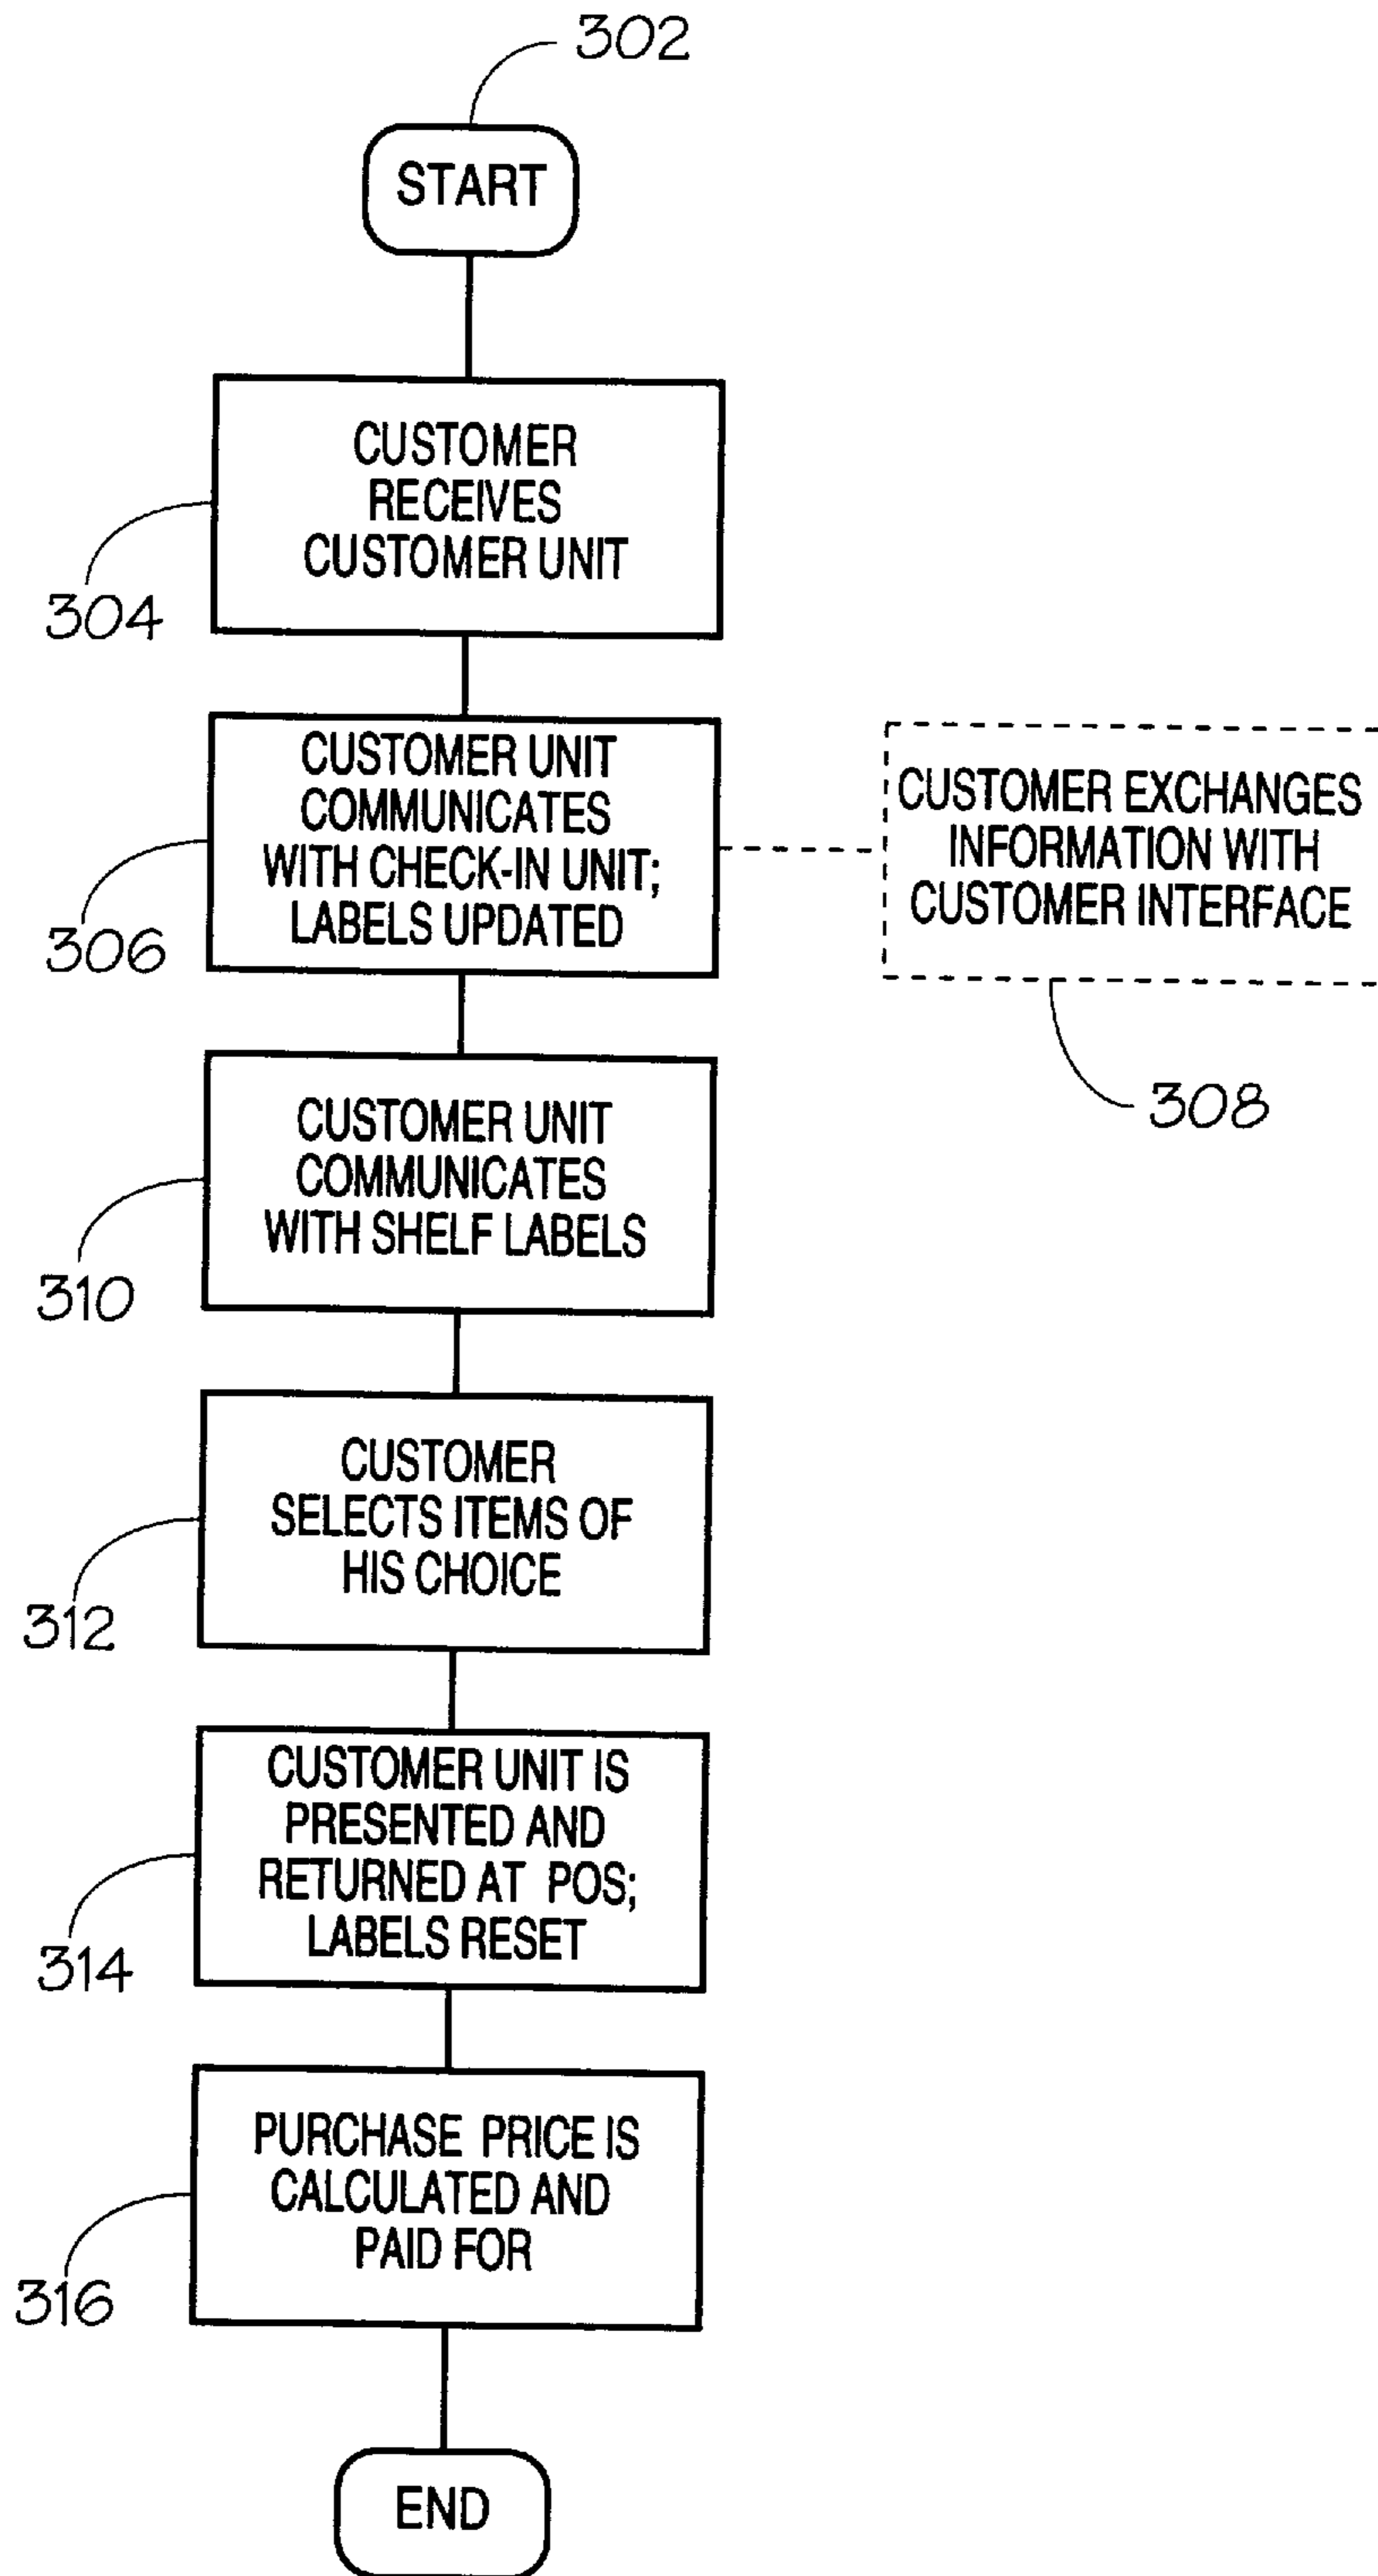 302
START
CUSTOMER
RECEIVES
CUSTOMER UNIT
304
CUSTOMER UNIT
COMMUNICATES
WITH CHECK-IN UNIT;
LABELS UPDATED
306
CUSTOMER EXCHANGES
INFORMATION WITH
CUSTOMER INTERFACE
308
CUSTOMER UNIT
COMMUNICATES
WITH SHELF LABELS
310
CUSTOMER
SELECTS ITEMS OF
HIS CHOICE
312
CUSTOMER UNIT IS
PRESENTED AND
RETURNED AT POS;
LABELS RESET
314
PURCHASE PRICE IS
CALCULATED AND
PAID FOR
316
END